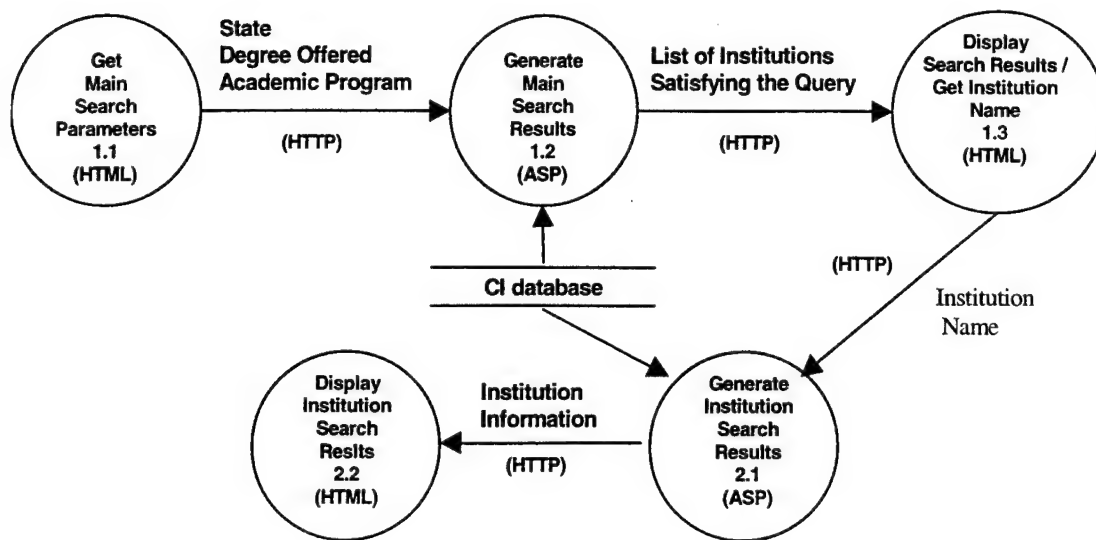 Get
Main
Search
Parameters
1.1
(HTML)
State
Degree Offered
Academic Program
(HTTP)
Generate
Main
Search
Results
1.2
(ASP)
List of Institutions
Satisfying the Query
(HTTP)
Display
Search Results /
Get Institution
Name
1.3
(HTML)
(HTTP)
Institution
Name
CI database
Generate
Institution
Search
Results
2.1
(ASP)
Institution
Information
(HTTP)
Display
Institution
Search
Reslts
2.2
(HTML)